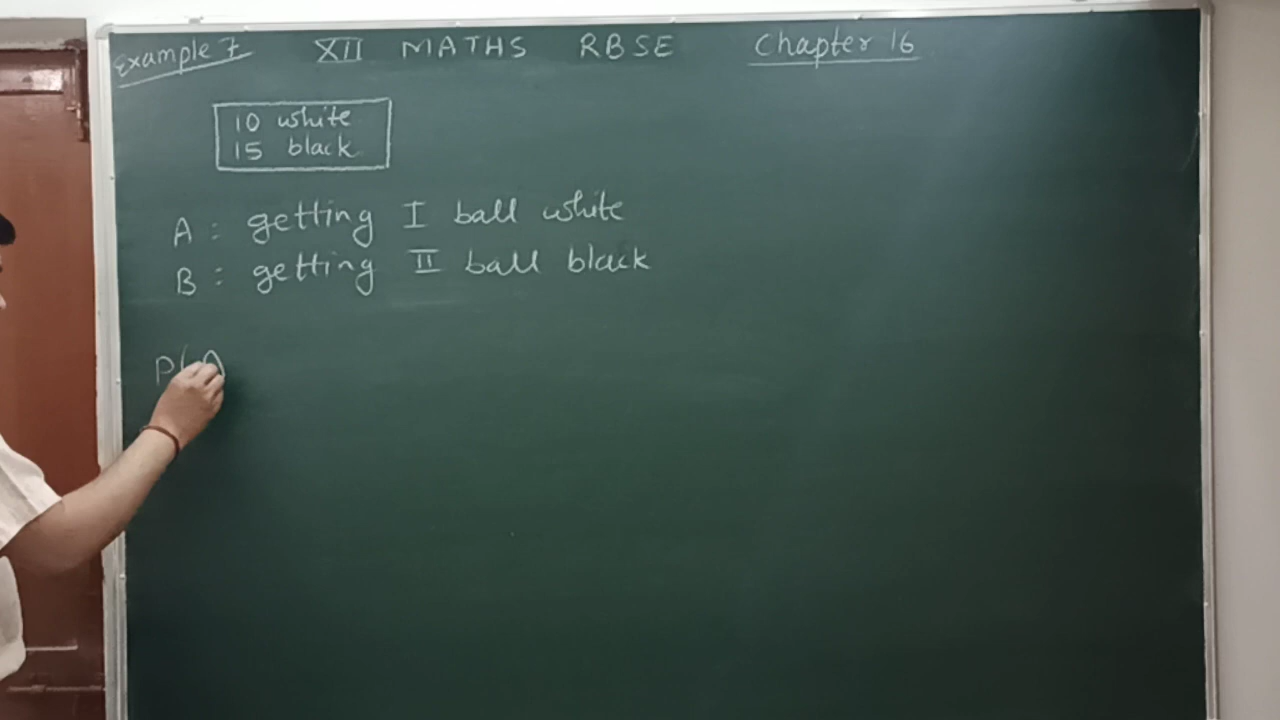 Example 7 XII MATHS RBSE Chapter 16
10 white
15 black
A : getting I ball white
B : getting II ball black
P(A